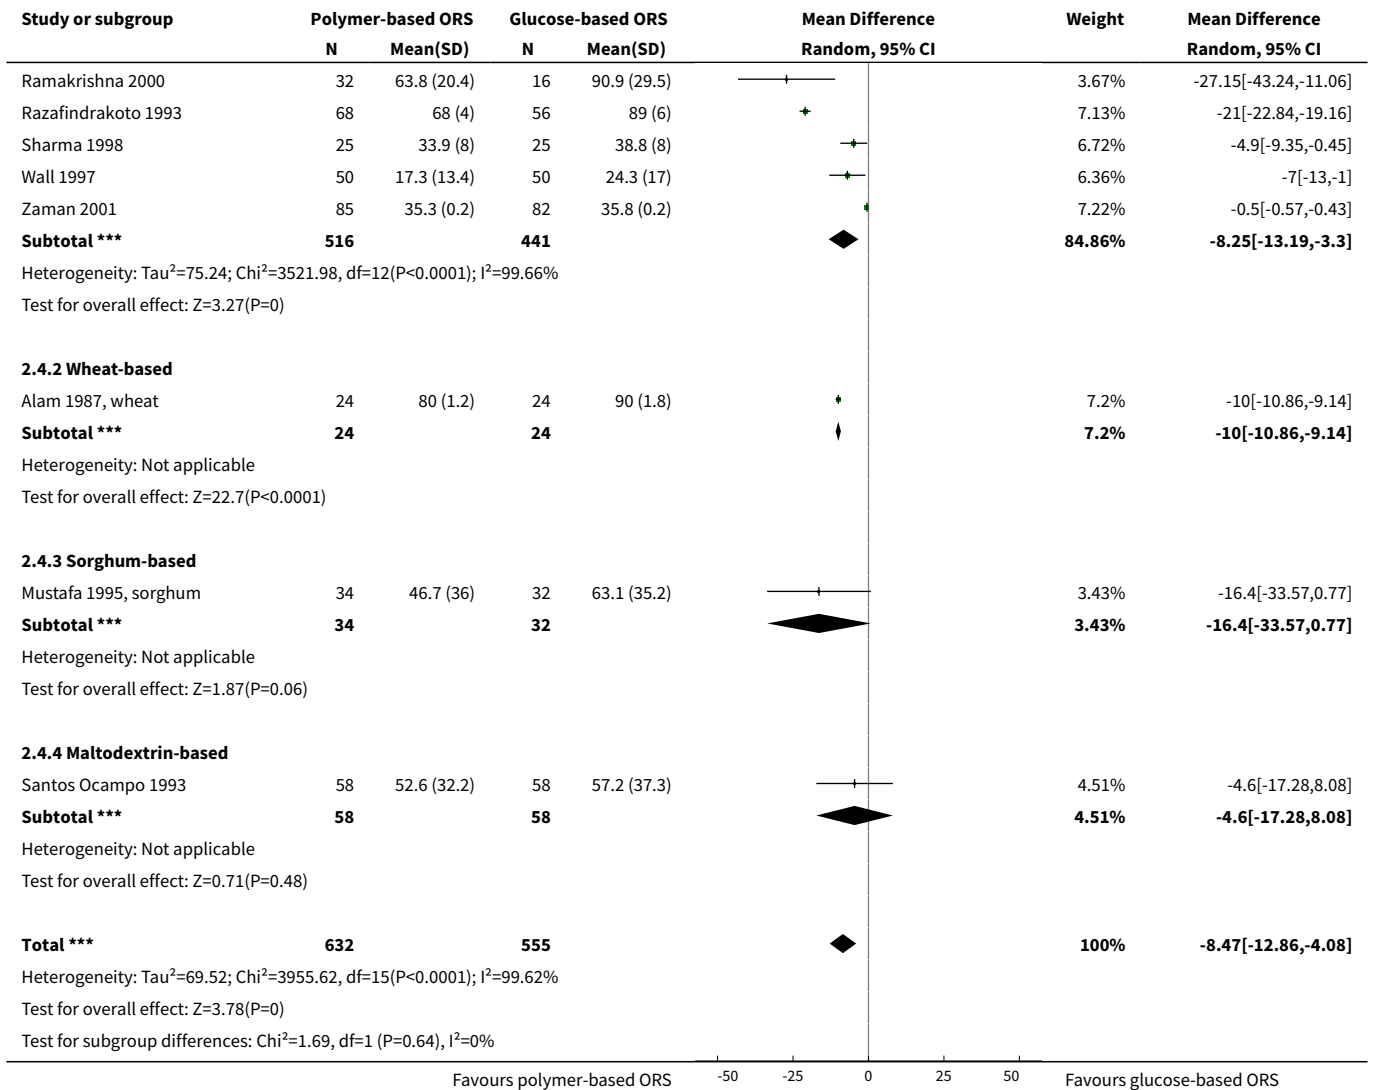 Study or subgroup Polymer-based ORS Glucose-based ORS Mean Difference Weight Mean Difference
N Mean(SD) N Mean(SD) Random, 95% CI Random, 95% CI
Ramakrishna 2000 32 63.8 (20.4) 16 90.9 (29.5) 3.67% -27.15[-43.24,-11.06]
Razafindrakoto 1993 68 68 (4) 56 89 (6) 7.13% -21[-22.84,-19.16]
Sharma 1998 25 33.9 (8) 25 38.8 (8) 6.72% -4.9[-9.35,-0.45]
Wall 1997 50 17.3 (13.4) 50 24.3 (17) 6.36% -7[-13,-1]
Zaman 2001 85 35.3 (0.2) 82 35.8 (0.2) 7.22% -0.5[-0.57,-0.43]
Subtotal *** 516 441 84.86% -8.25[-13.19,-3.3]
Heterogeneity: Tau²=75.24; Chi²=3521.98, df=12(P<0.0001); I²=99.66%
Test for overall effect: Z=3.27(P=0)
2.4.2 Wheat-based
Alam 1987, wheat 24 80 (1.2) 24 90 (1.8) 7.2% -10[-10.86,-9.14]
Subtotal *** 24 24 7.2% -10[-10.86,-9.14]
Heterogeneity: Not applicable
Test for overall effect: Z=22.7(P<0.0001)
2.4.3 Sorghum-based
Mustafa 1995, sorghum 34 46.7 (36) 32 63.1 (35.2) 3.43% -16.4[-33.57,0.77]
Subtotal *** 34 32 3.43% -16.4[-33.57,0.77]
Heterogeneity: Not applicable
Test for overall effect: Z=1.87(P=0.06)
2.4.4 Maltodextrin-based
Santos Ocampo 1993 58 52.6 (32.2) 58 57.2 (37.3) 4.51% -4.6[-17.28,8.08]
Subtotal *** 58 58 4.51% -4.6[-17.28,8.08]
Heterogeneity: Not applicable
Test for overall effect: Z=0.71(P=0.48)
Total *** 632 555 100% -8.47[-12.86,-4.08]
Heterogeneity: Tau²=69.52; Chi²=3955.62, df=15(P<0.0001); I²=99.62%
Test for overall effect: Z=3.78(P=0)
Test for subgroup differences: Chi²=1.69, df=1 (P=0.64), I²=0%
Favours polymer-based ORS -50 -25 0 25 50 Favours glucose-based ORS